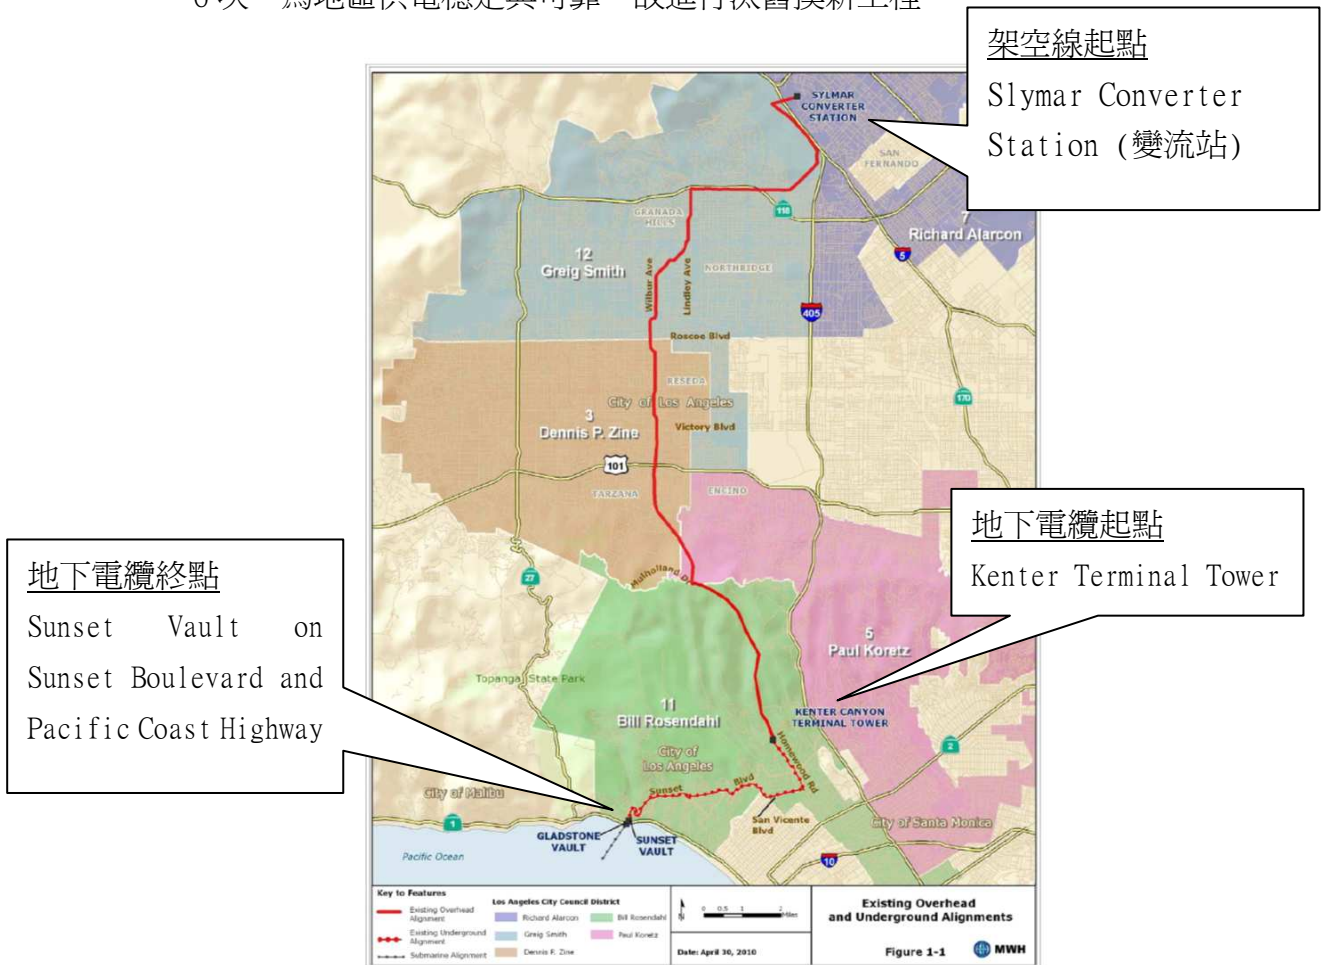 架空線起點
Slymar Converter
Station (變流站)
SYLMAR
CONVERTER
STATION
SAN
FERNANDO
118
GRANADA
HILLS
7
Richard Alarcon
12
Greig Smith
5
NORTHRIDGE
Wilbur Ave
Lindley Ave
405
Roscoe Blvd
RESEDA
170
City of Los Angeles
3
Dennis P. Zine
Victory Blvd
101
TARZANA
ENCINO
地下電纜起點
Kenter Terminal Tower
地下電纜終點
Sunset Vault on
Sunset Boulevard and
Pacific Coast Highway
27
Mulholland Dr
5
Paul Koretz
Topanga State Park
11
Bill Rosendahl
KENTER CANYON
TERMINAL TOWER
City of
Los Angeles
Homewood Rd
2
Sunset Blvd
City of Malibu
1
San Vicente
Blvd
City of Santa Monica
GLADSTONE
VAULT
SUNSET
VAULT
Pacific Ocean
10
Key to Features
Existing Overhead
Alignment
Existing Underground
Alignment
Submarine Alignment
Los Angeles City Council District
Richard Alarcon
Bill Rosendahl
Greig Smith
Paul Koretz
Dennis P. Zine
N
0 0.5 1 2
Miles
Date: April 30, 2010
Existing Overhead
and Underground Alignments
Figure 1-1
MWH